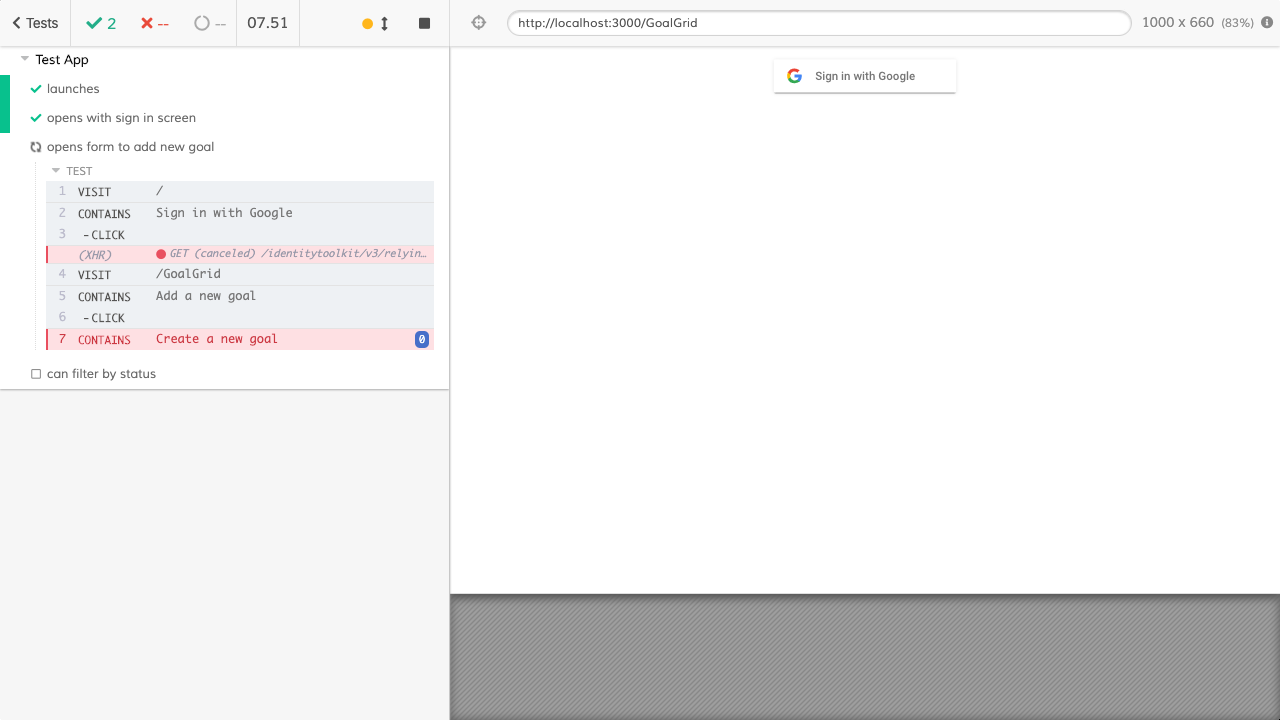 Tests 2 -- -- 07.51
http://localhost:3000/GoalGrid 1000 x 660 (83%)
Test App
launches
opens with sign in screen
opens form to add new goal
TEST
1 VISIT /
2 CONTAINS Sign in with Google
3 -CLICK
(XHR) GET (canceled) /identitytoolkit/v3/relyin…
4 VISIT /GoalGrid
5 CONTAINS Add a new goal
6 -CLICK
7 CONTAINS Create a new goal 0
can filter by status
Sign in with Google